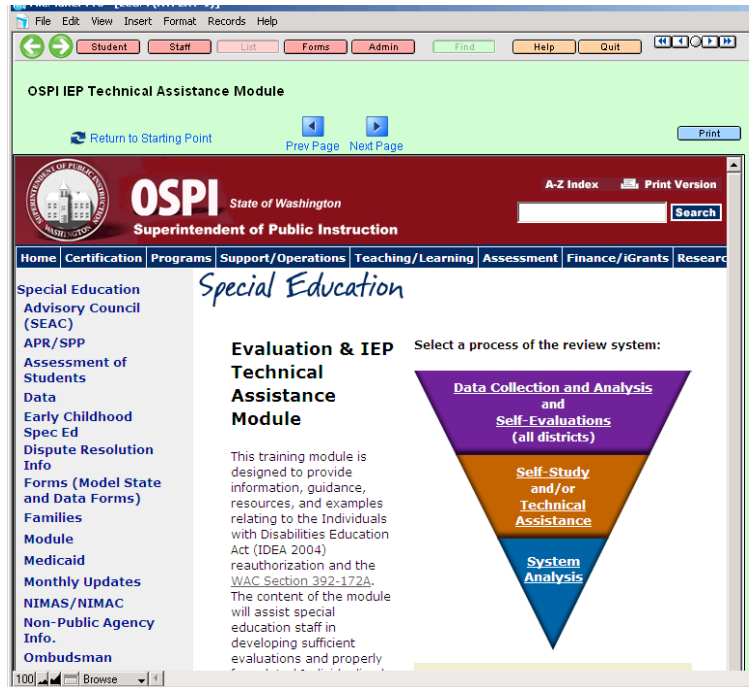 File Edit View Insert Format Records Help
Student Staff List Forms Admin Find Help Quit
OSPI IEP Technical Assistance Module
Return to Starting Point
Prev Page Next Page
Print
SUPERINTENDENT OF PUBLIC INSTRUCTION
WASHINGTON
OSPI State of Washington
Superintendent of Public Instruction
A-Z Index Print Version
Search
Home Certification Programs Support/Operations Teaching/Learning Assessment Finance/iGrants Researc
Special Education
Advisory Council
(SEAC)
APR/SPP
Assessment of
Students
Data
Early Childhood
Spec Ed
Dispute Resolution
Info
Forms (Model State
and Data Forms)
Families
Module
Medicaid
Monthly Updates
NIMAS/NIMAC
Non-Public Agency
Info.
Ombudsman
Special Education
Evaluation & IEP
Technical
Assistance
Module
This training module is
designed to provide
information, guidance,
resources, and examples
relating to the Individuals
with Disabilities Education
Act (IDEA 2004)
reauthorization and the
WAC Section 392-172A.
The content of the module
will assist special
education staff in
developing sufficient
evaluations and properly
Select a process of the review system:
Data Collection and Analysis
and
Self-Evaluations
(all districts)
Self-Study
and/or
Technical
Assistance
System
Analysis
100 Browse